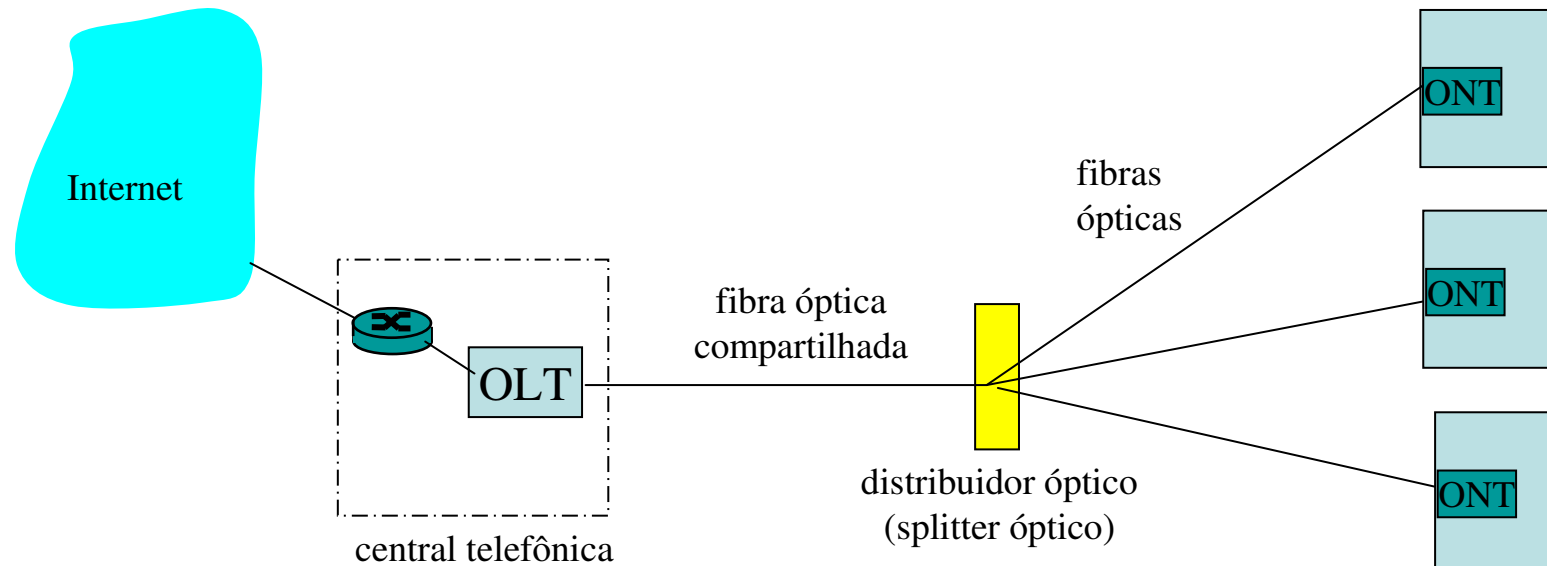 ONT
fibras
ópticas
Internet
ONT
fibra óptica
compartilhada
OLT
distribuidor óptico
(splitter óptico)
ONT
central telefônica